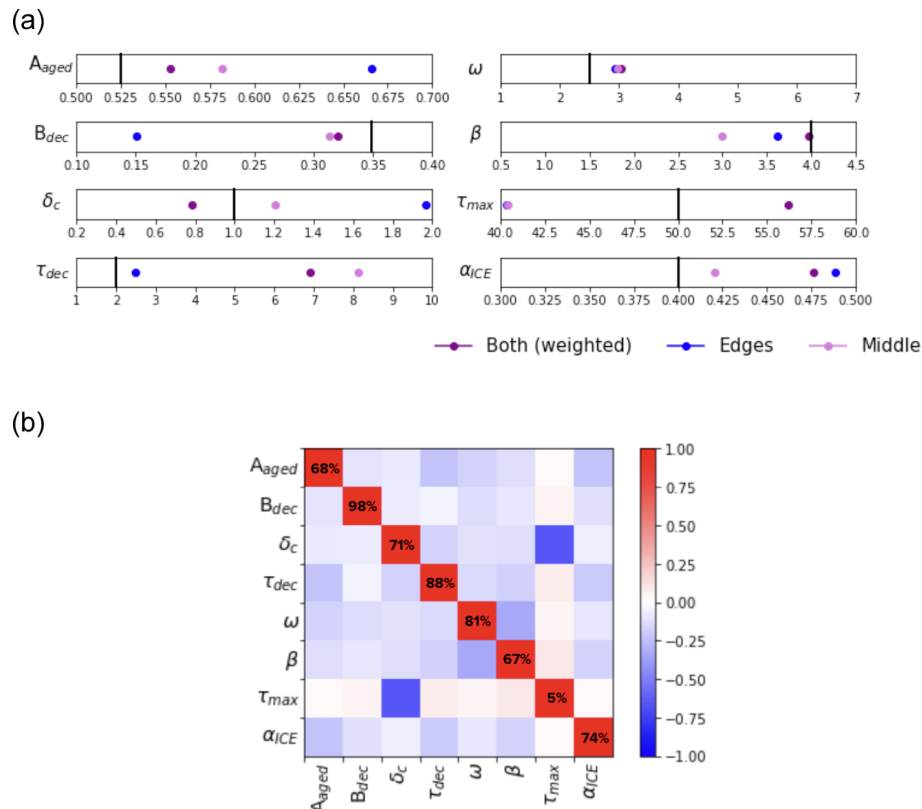 (a)
A_aged
0.500 0.525 0.550 0.575 0.600 0.625 0.650 0.675 0.700
ω
1 2 3 4 5 6 7
B_dec
0.10 0.15 0.20 0.25 0.30 0.35 0.40
β
0.5 1.0 1.5 2.0 2.5 3.0 3.5 4.0 4.5
δ_c
0.2 0.4 0.6 0.8 1.0 1.2 1.4 1.6 1.8 2.0
τ_max
40.0 42.5 45.0 47.5 50.0 52.5 55.0 57.5 60.0
τ_dec
1 2 3 4 5 6 7 8 9 10
α_ICE
0.300 0.325 0.350 0.375 0.400 0.425 0.450 0.475 0.500
Both (weighted) Edges Middle
(b)
A_aged 68%
B_dec 98%
δ_c 71%
τ_dec 88%
ω 81%
β 67%
τ_max 5%
α_ICE 74%
A_aged B_dec δ_c τ_dec ω β τ_max α_ICE
1.00
0.75
0.50
0.25
0.00
−0.25
−0.50
−0.75
−1.00